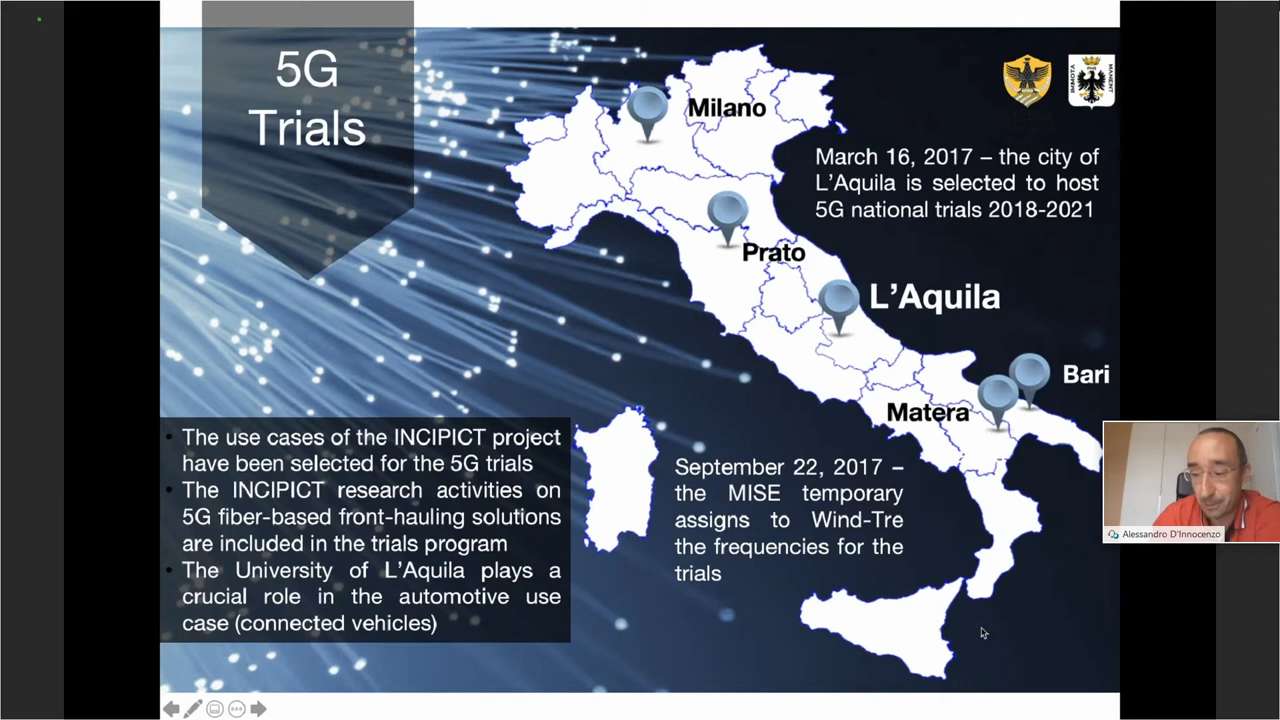 5G
Trials
Milano
IMMOTA
PHS
MANENT
March 16, 2017 – the city of
L'Aquila is selected to host
5G national trials 2018-2021
Prato
L'Aquila
Bari
Matera
• The use cases of the INCIPICT project
have been selected for the 5G trials
• The INCIPICT research activities on
5G fiber-based front-hauling solutions
are included in the trials program
• The University of L'Aquila plays a
crucial role in the automotive use
case (connected vehicles)
September 22, 2017 –
the MISE temporary
assigns to Wind-Tre
the frequencies for the
trials
Alessandro D'Innocenzo